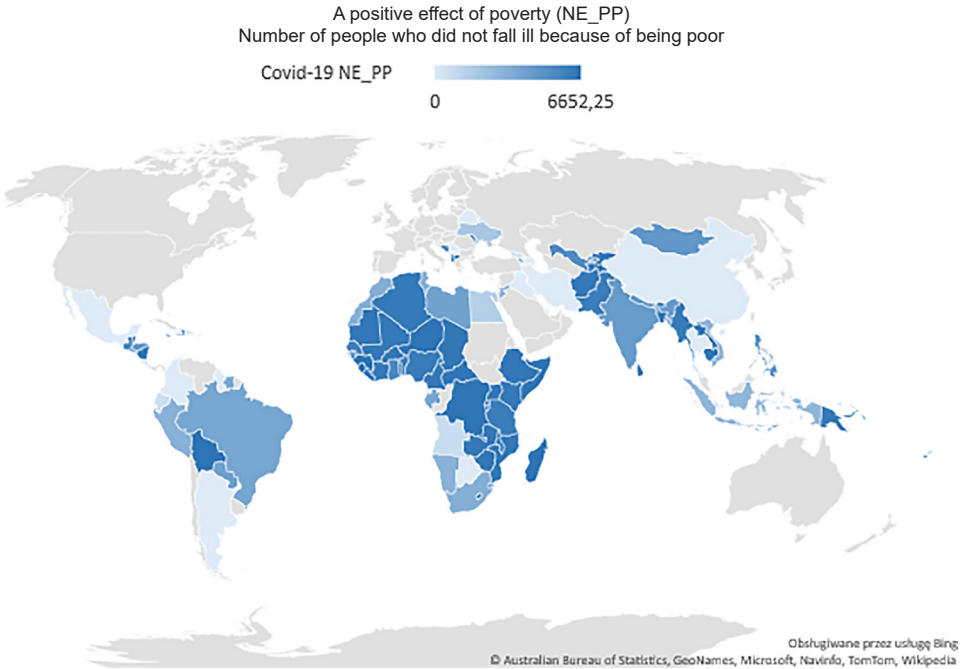 A positive effect of poverty (NE_PP)
Number of people who did not fall ill because of being poor
Covid-19 NE_PP
0 6652,25
Obsługiwane przez usługę Bing
© Australian Bureau of Statistics, GeoNames, Microsoft, Navinfo, TomTom, Wikipedia